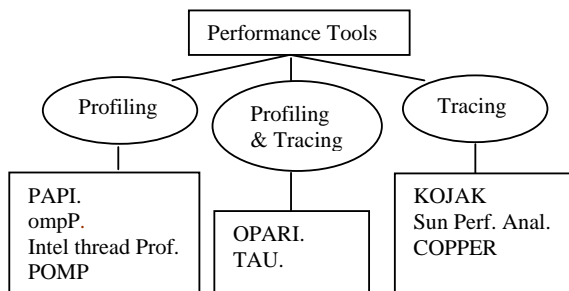 Performance Tools
Profiling
Profiling
& Tracing
Tracing
PAPI.
ompP.
Intel thread Prof.
POMP
OPARI.
TAU.
KOJAK
Sun Perf. Anal.
COPPER